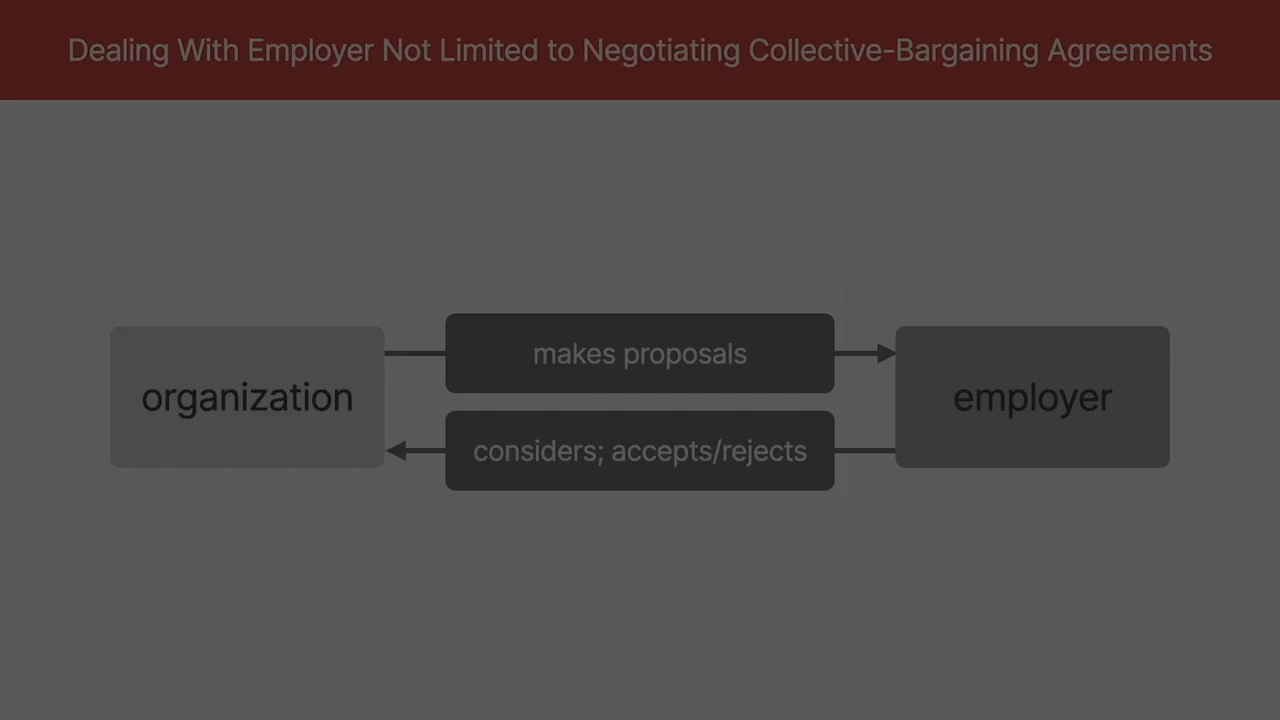 Dealing With Employer Not Limited to Negotiating Collective-Bargaining Agreements
makes proposals
organization
employer
considers; accepts/rejects